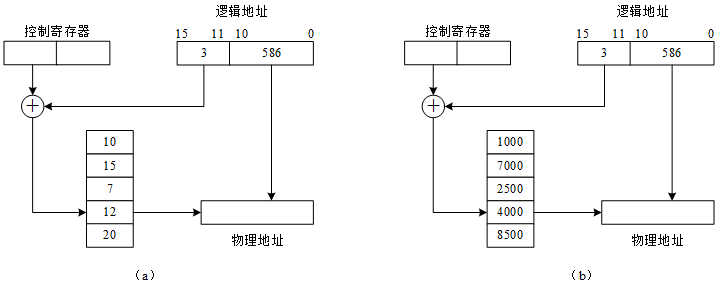 逻辑地址
控制寄存器
15 11 10 0
3 586
10
15
7
12
20
物理地址
（a）
逻辑地址
控制寄存器
15 11 10 0
3 586
1000
7000
2500
4000
8500
物理地址
（b）